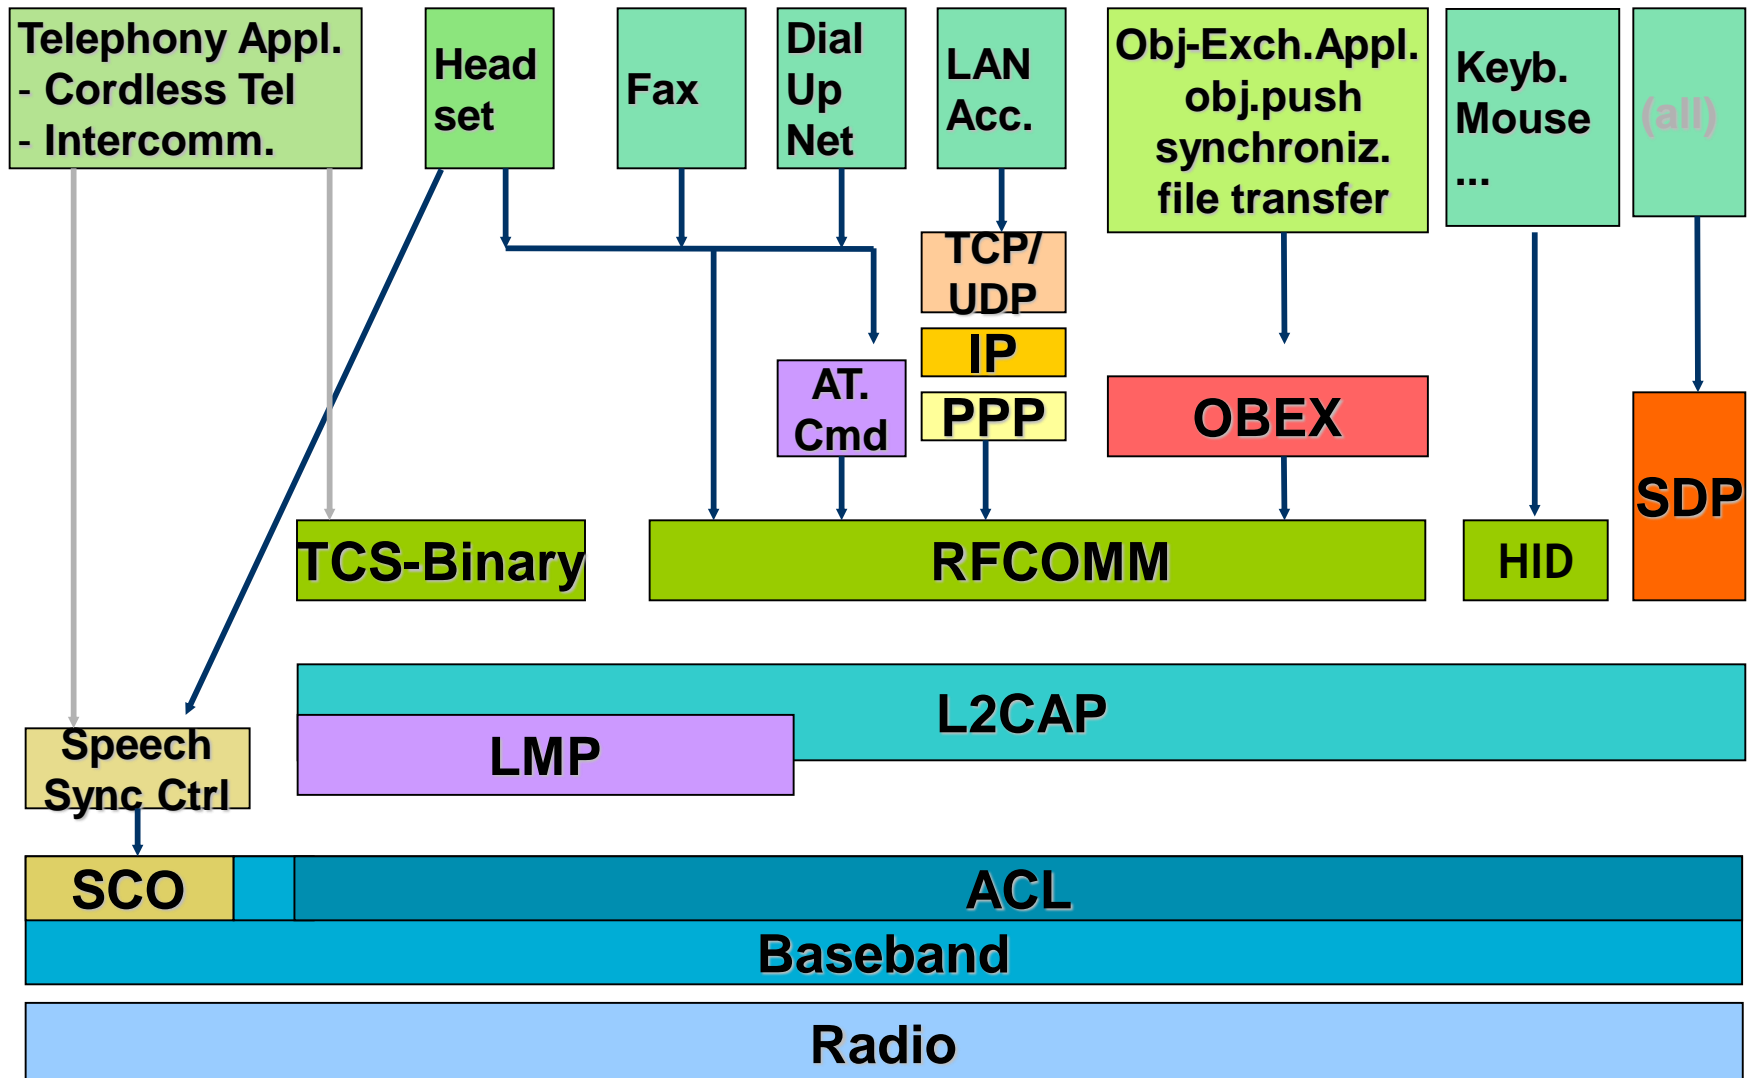 Telephony Appl.
- Cordless Tel
- Intercomm.
Head
set
Fax
Dial
Up
Net
LAN
Acc.
Obj-Exch.Appl.
obj.push
synchroniz.
file transfer
Keyb.
Mouse
...
(all)
TCP/
UDP
IP
PPP
AT.
Cmd
OBEX
SDP
TCS-Binary
RFCOMM
HID
L2CAP
LMP
Speech
Sync Ctrl
SCO
ACL
Baseband
Radio